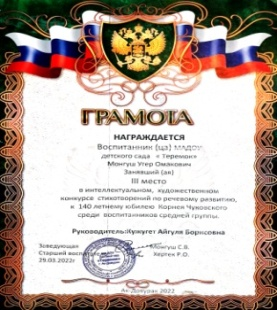 ГРАМОТА
НАГРАЖДАЕТСЯ
Воспитанник (ца) МАДОУ
детского сада « Теремок»
Монгуш Угер Омакович
Занявший (ая)
III место
в интеллектуальном, художественном
конкурсе стихотворений по речевому развитию,
к 140 летнему юбилею Корнея Чуковского
среди воспитанников средней группы.
Руководитель:Кужугет Айгуля Борисовна
Заведующая Монгуш С.В.
Старший воспитатель Хертек Р.О.
29.03.2022г
Ак-Довурак, 2022